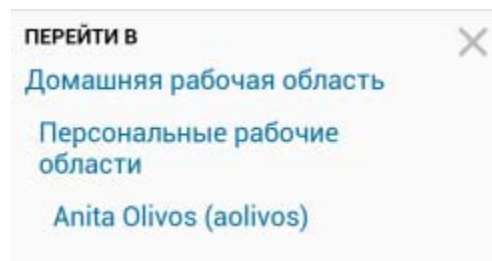 ПЕРЕЙТИ В
Домашняя рабочая область
Персональные рабочие
области
Anita Olivos (aolivos)